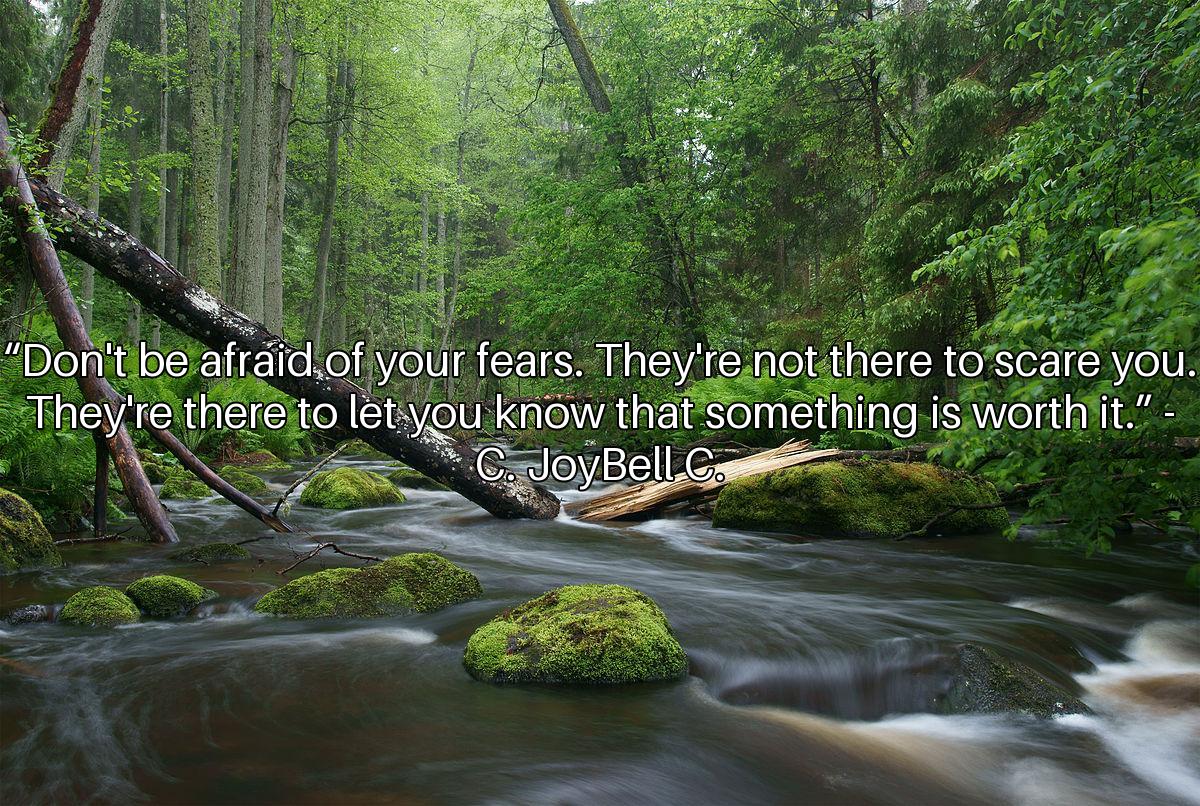 “Don't be afraid of your fears. They're not there to scare you.
They're there to let you know that something is worth it.” -
C. JoyBell C.